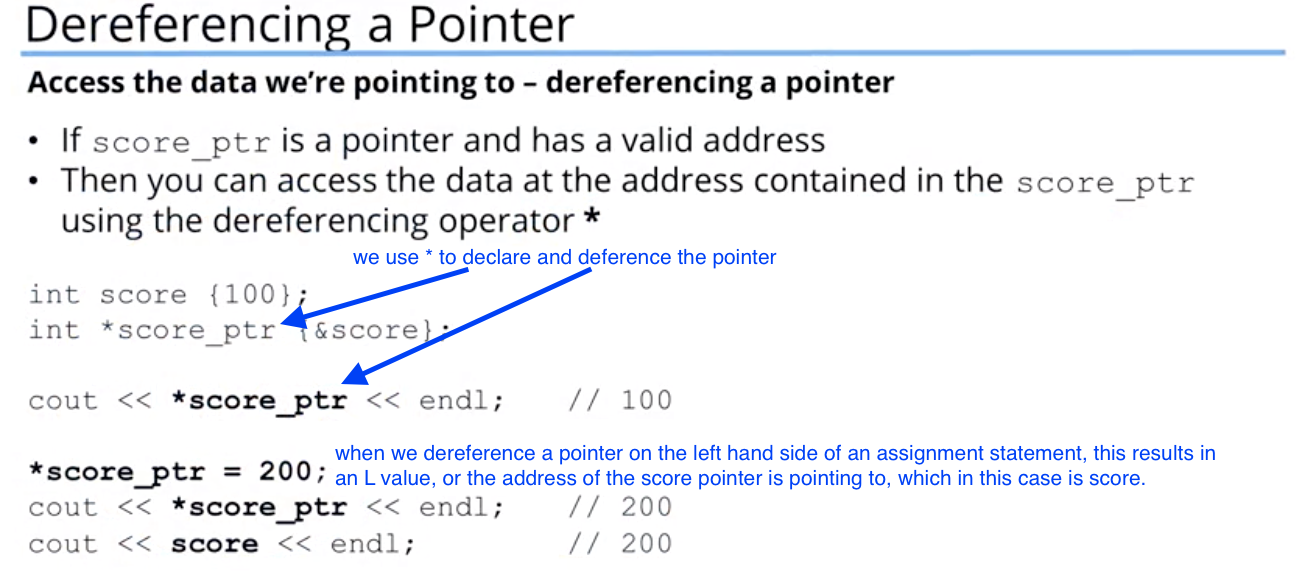 Dereferencing a Pointer
Access the data we're pointing to – dereferencing a pointer
• If score_ptr is a pointer and has a valid address
• Then you can access the data at the address contained in the score_ptr
using the dereferencing operator *
we use * to declare and deference the pointer
int score {100};
int *score_ptr {&score};
cout << *score_ptr << endl; // 100
when we dereference a pointer on the left hand side of an assignment statement, this results in
*score_ptr = 200; an L value, or the address of the score pointer is pointing to, which in this case is score.
cout << *score_ptr << endl; // 200
cout << score << endl; // 200